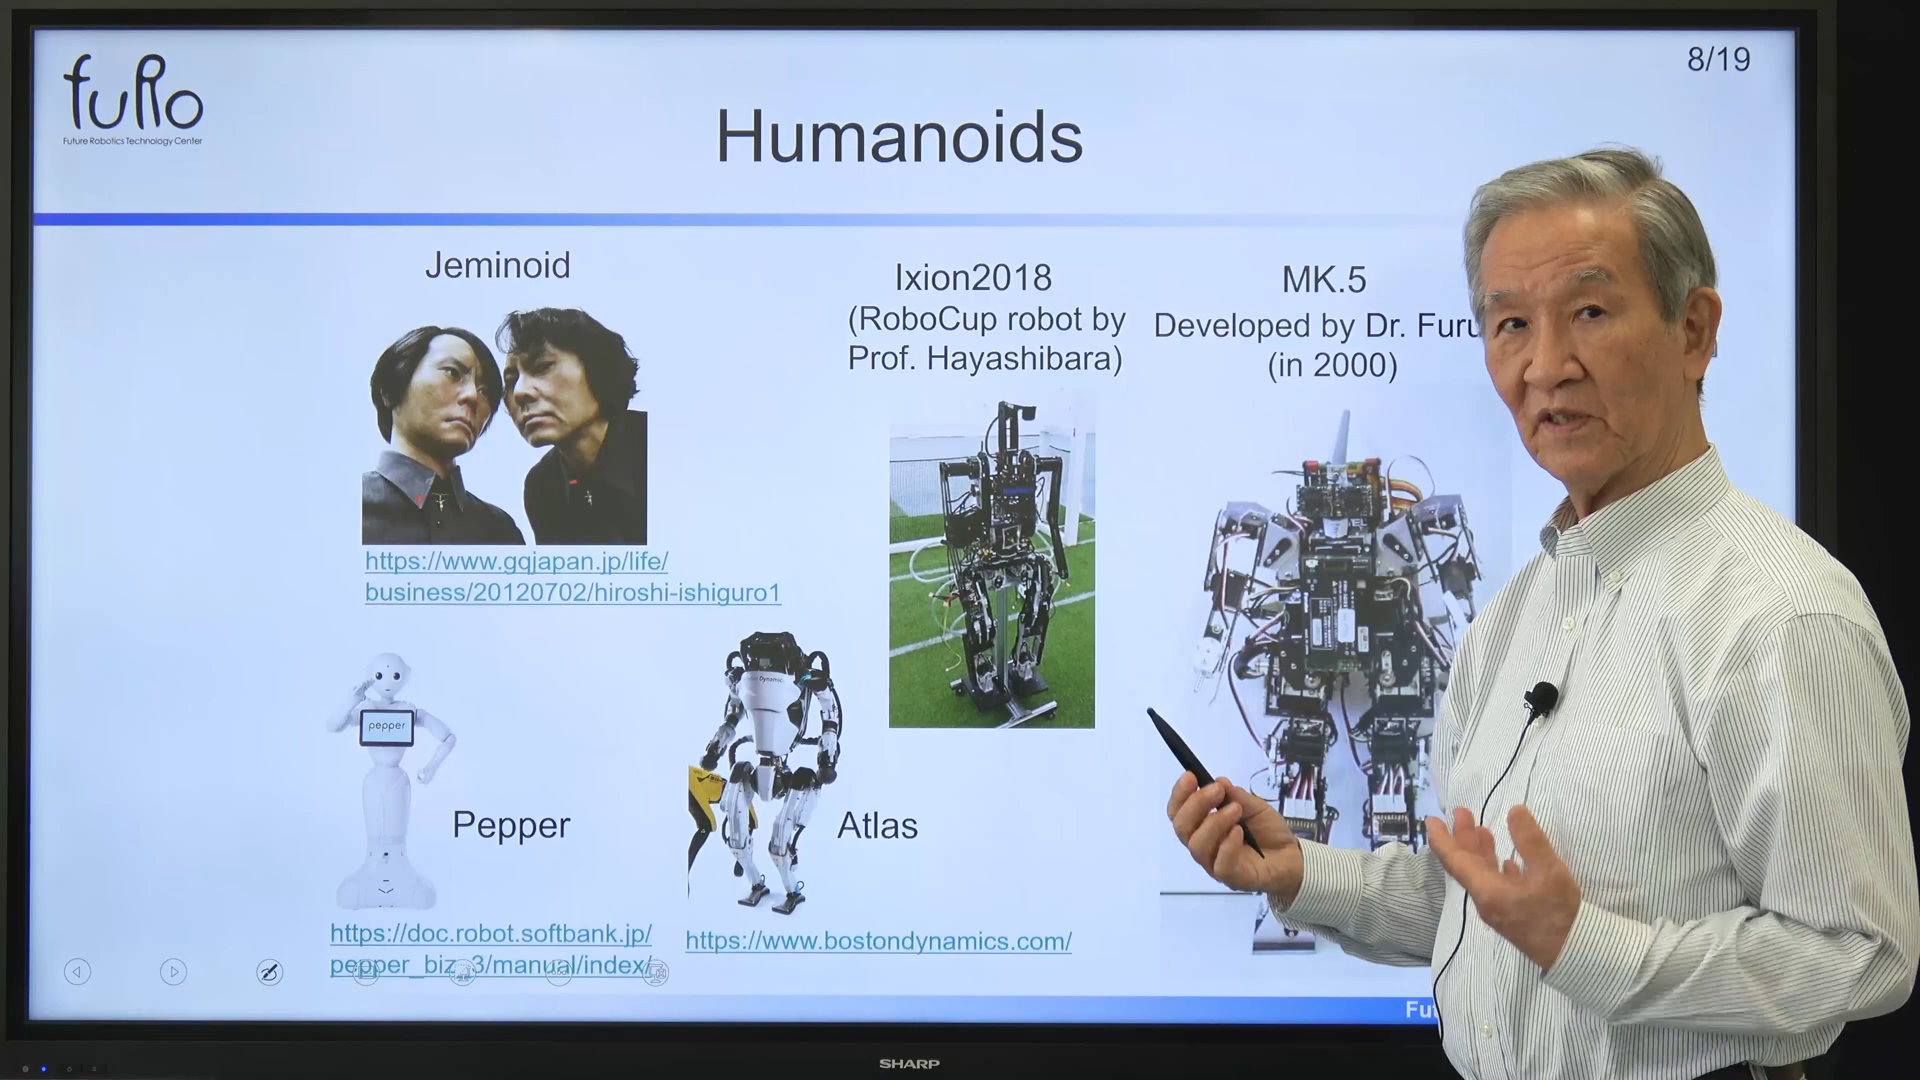 fuRo
Future Robotics Technology Center
8/19
Humanoids
Jeminoid
Ixion2018
(RoboCup robot by
Prof. Hayashibara)
MK.5
Developed by Dr. Furu
(in 2000)
https://www.gqjapan.jp/life/
business/20120702/hiroshi-ishiguro1
pepper
Pepper
Dynamics
Atlas
https://doc.robot.softbank.jp/
pepper_biz_3/manual/index/
https://www.bostondynamics.com/
Fu
SHARP